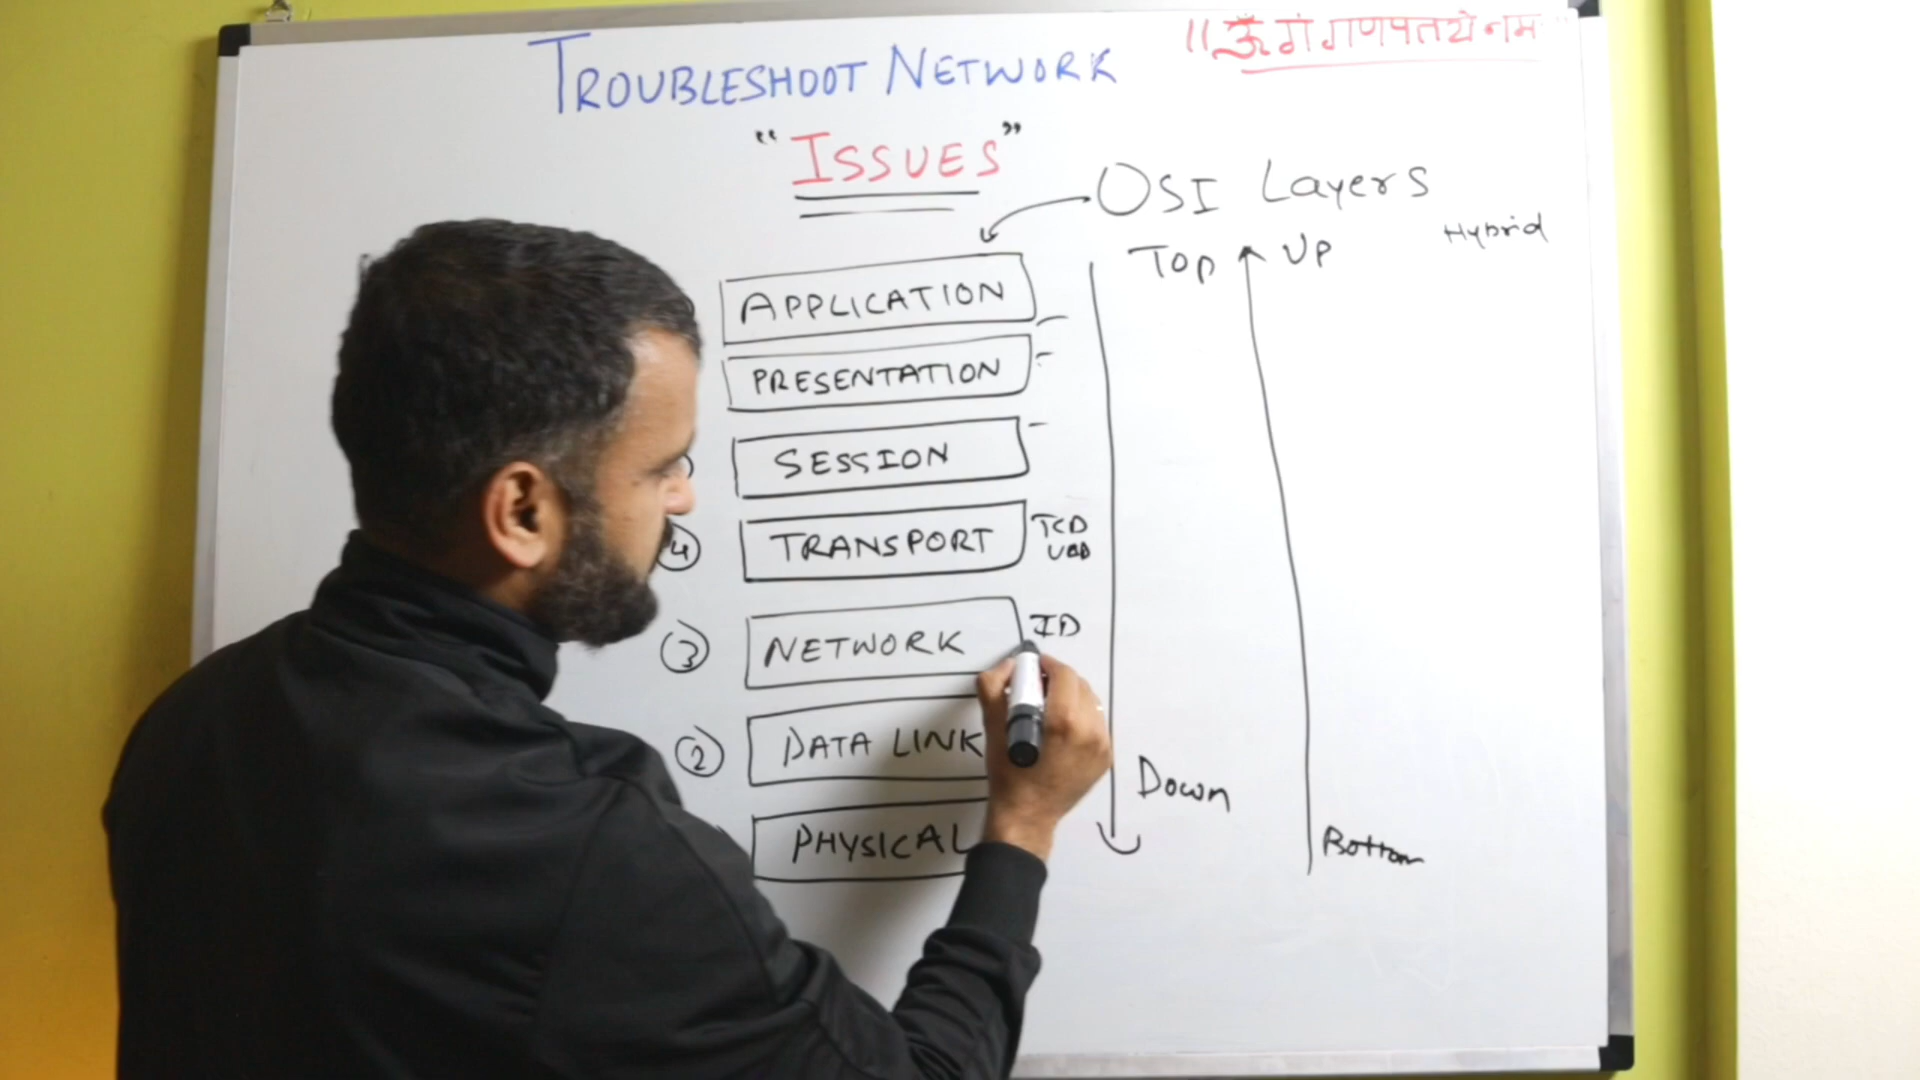 "ॐ गं गणपतये नम"
TROUBLESHOOT NETWORK
"ISSUES"
OSI Layers
Hybrid
Top Up
APPLICATION
PRESENTATION
SESSION
4 TRANSPORT TCP
UDP
3 NETWORK IP
2 DATA LINK
PHYSICAL
Down
Bottom